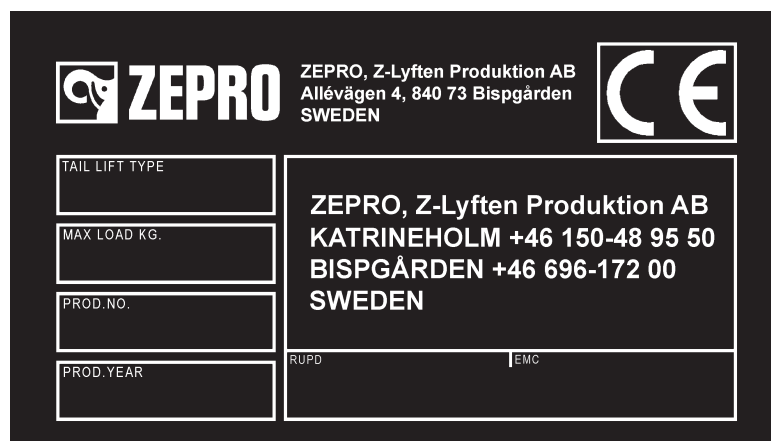 ZEPRO
ZEPRO, Z-Lyften Produktion AB
Allévägen 4, 840 73 Bispgården
SWEDEN
CE
TAIL LIFT TYPE
MAX LOAD KG.
PROD.NO.
PROD.YEAR
ZEPRO, Z-Lyften Produktion AB
KATRINEHOLM +46 150-48 95 50
BISPGÅRDEN +46 696-172 00
SWEDEN
RUPD
EMC